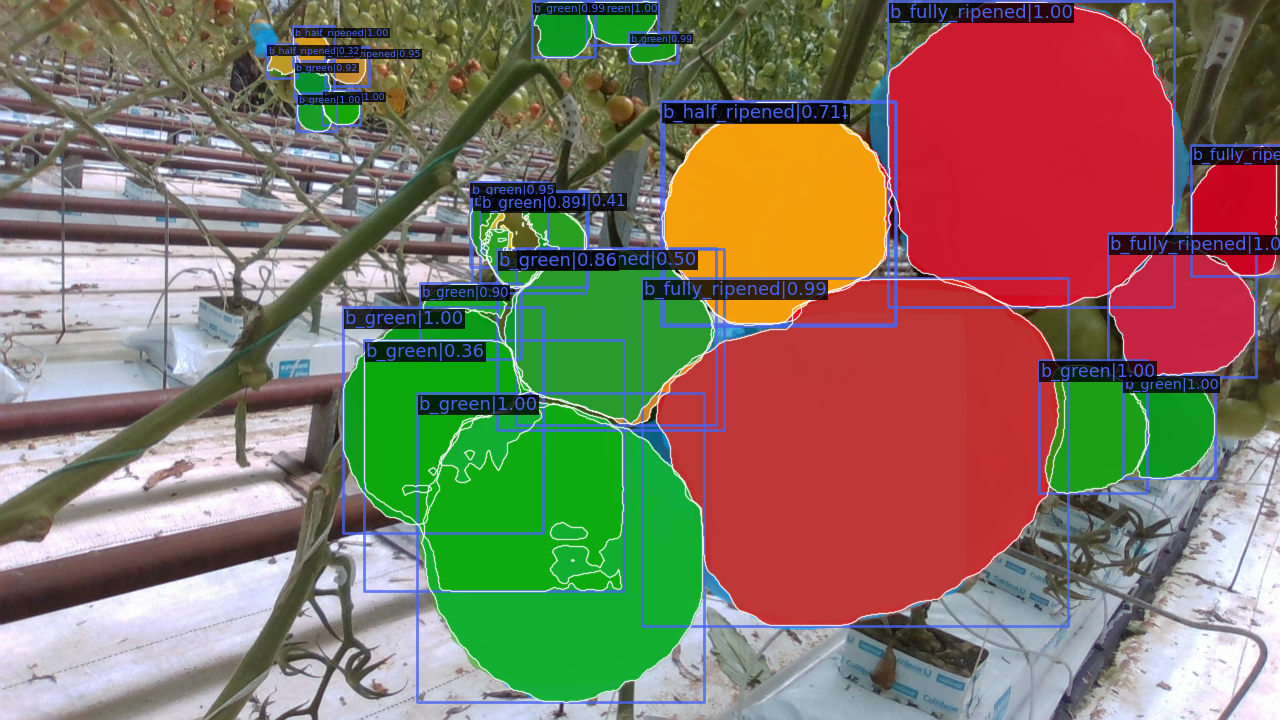 b_green|0.99
reen|1.00
b_fully_ripened|1.00
b_half_ripened|1.00
b_green|0.99
b_half_ripened|0.32
ripened|0.95
b_green|0.92
b_green|1.00
1.00
b_half_ripened|0.71
b_fully_ripe
b_green|0.95
b_green|0.89
0.41
b_fully_ripened|1.0
b_green|0.86
ned|0.50
b_green|0.90
b_fully_ripened|0.99
b_green|1.00
b_green|0.36
b_green|1.00
b_green|1.00
b_green|1.00
Cultilene